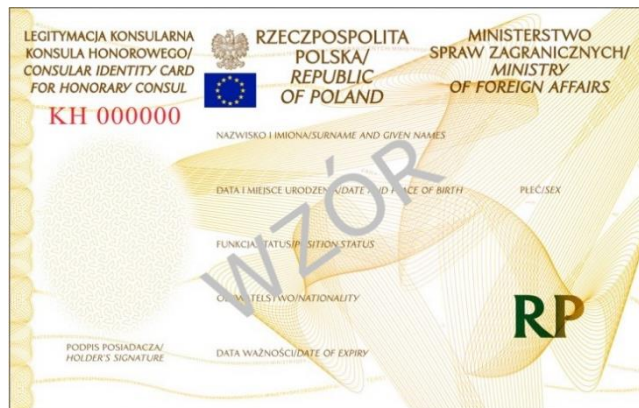 LEGITYMACJA KONSULARNA
KONSULA HONOROWEGO/
CONSULAR IDENTITY CARD
FOR HONORARY CONSUL
KH 000000
RZECZPOSPOLITA
POLSKA/
REPUBLIC
OF POLAND
MINISTERSTWO
SPRAW ZAGRANICZNYCH/
MINISTRY
OF FOREIGN AFFAIRS
NAZWISKO I IMIONA/SURNAME AND GIVEN NAMES
DATA I MIEJSCE URODZENIA/DATE AND PLACE OF BIRTH
PŁEĆ/SEX
FUNKCJA STATUS/POSITION STATUS
OBYWATELSTWO/NATIONALITY
WZÓR
RP
PODPIS POSIADACZA/
HOLDER'S SIGNATURE
DATA WAŻNOŚCI/DATE OF EXPIRY